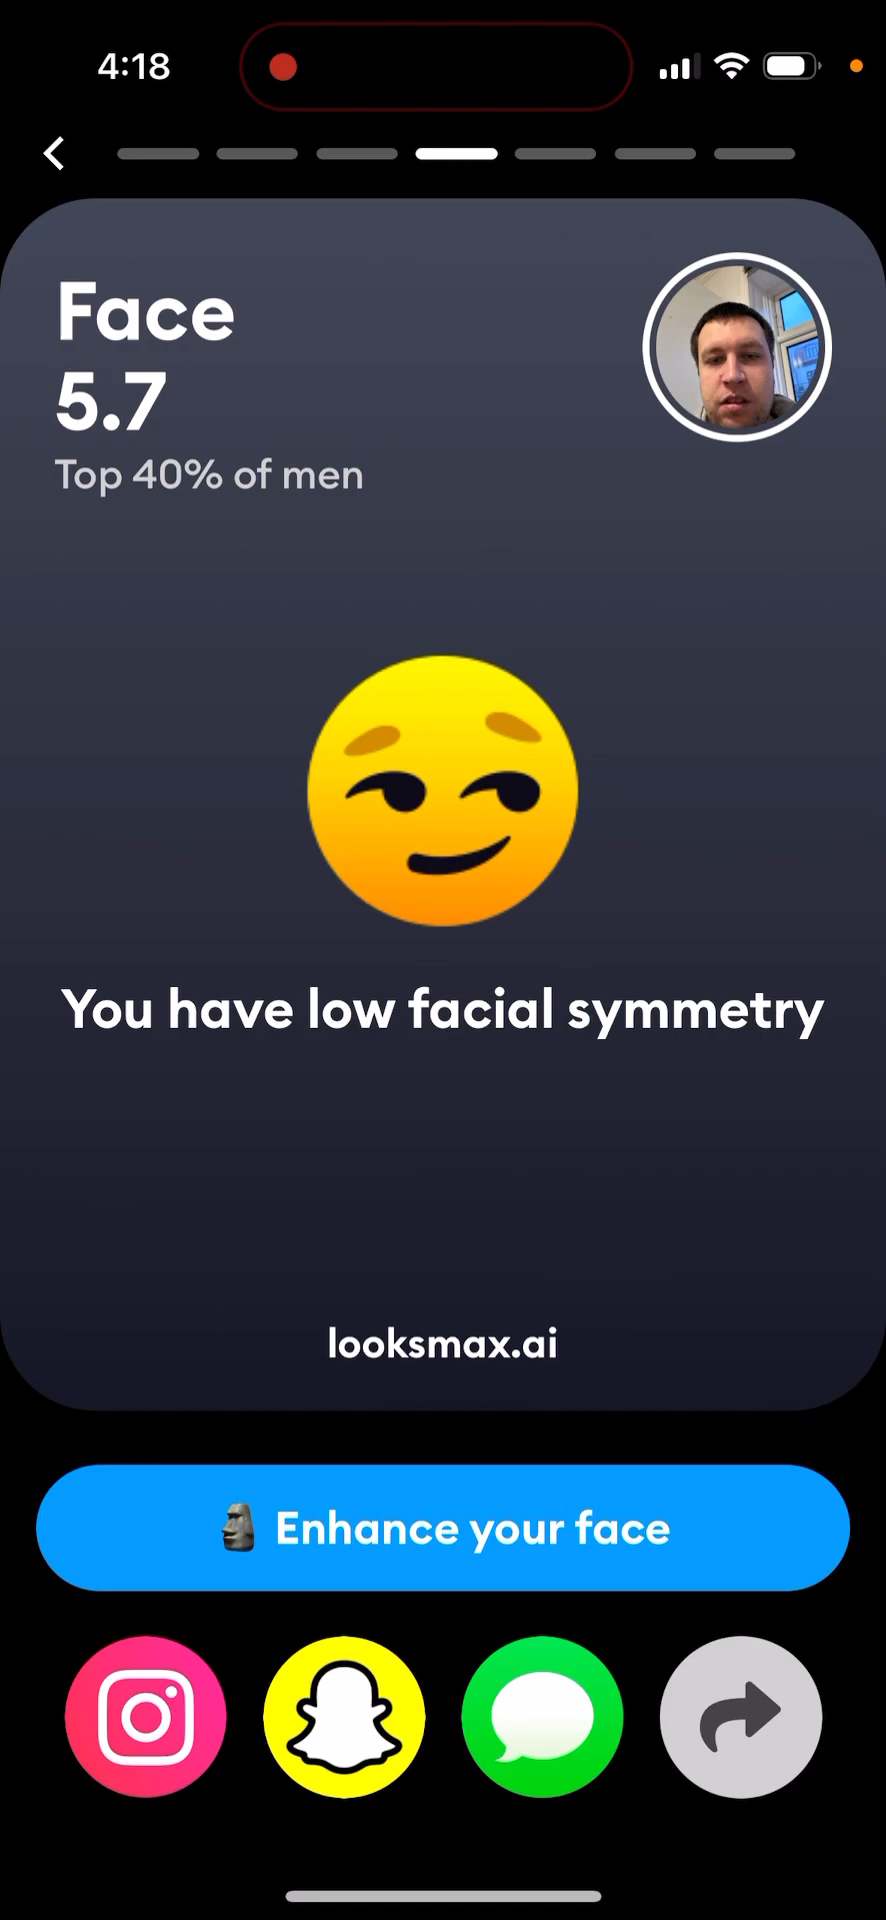 4:18
Face
5.7
Top 40% of men
You have low facial symmetry
looksmax.ai
Enhance your face